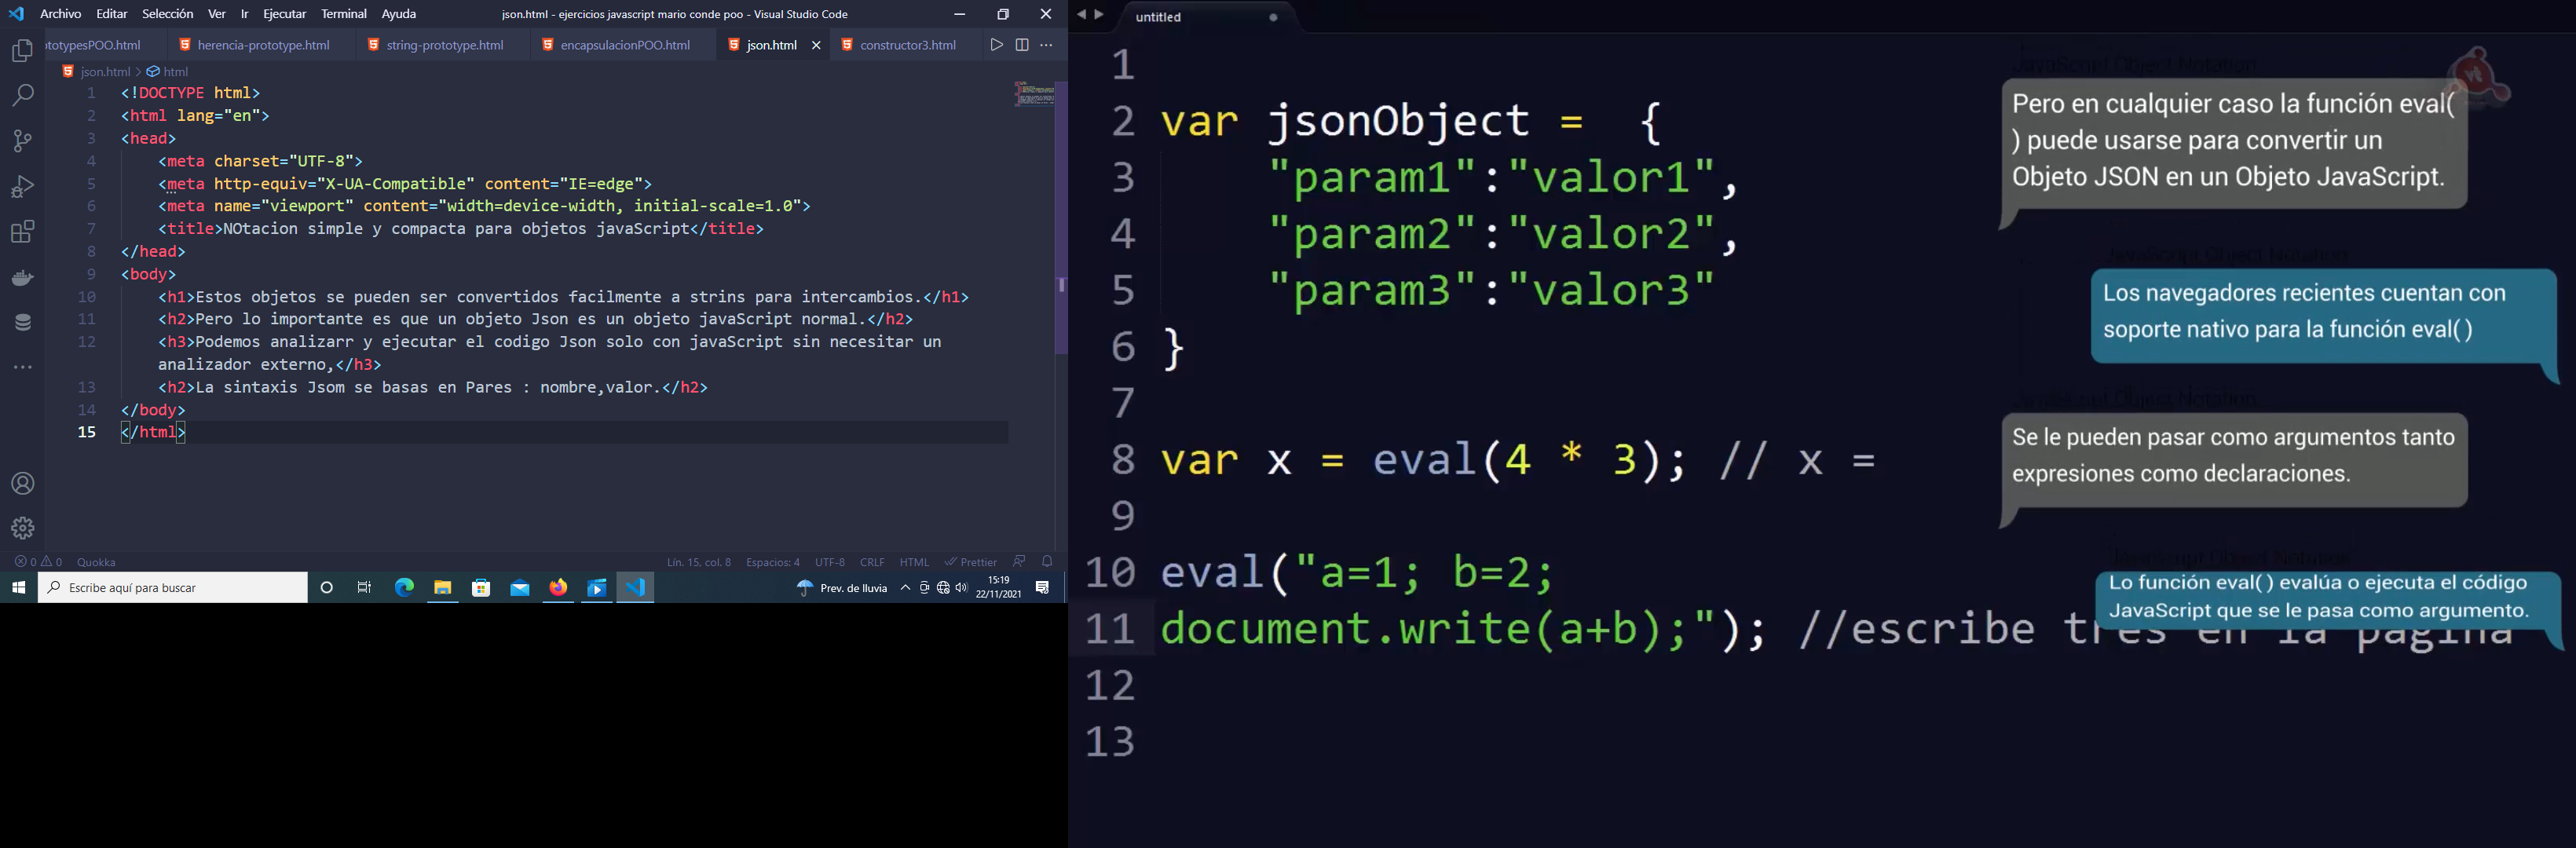 Archivo Editar Selección Ver Ir Ejecutar Terminal Ayuda
json.html - ejercicios javascript mario conde poo - Visual Studio Code
totypesPOO.html herencia-prototype.html string-prototype.html encapsulacionPOO.html json.html constructor3.html
json.html > html
1 <!DOCTYPE html>
2 <html lang="en">
3 <head>
4 <meta charset="UTF-8">
5 <meta http-equiv="X-UA-Compatible" content="IE=edge">
6 <meta name="viewport" content="width=device-width, initial-scale=1.0">
7 <title>NOtacion simple y compacta para objetos javaScript</title>
8 </head>
9 <body>
10 <h1>Estos objetos se pueden ser convertidos facilmente a strins para intercambios.</h1>
11 <h2>Pero lo importante es que un objeto Json es un objeto javaScript normal.</h2>
12 <h3>Podemos analizarr y ejecutar el codigo Json solo con javaScript sin necesitar un
analizador externo,</h3>
13 <h2>La sintaxis Jsom se basas en Pares : nombre,valor.</h2>
14 </body>
15 </html>
0 0 Quokka
Lín. 15, col. 8 Espacios: 4 UTF-8 CRLF HTML Prettier
Escribe aquí para buscar
Prev. de lluvia
15:19
22/11/2021
untitled
1
2 var jsonObject = {
3 "param1":"valor1",
4 "param2":"valor2",
5 "param3":"valor3"
6 }
7
8 var x = eval(4 * 3); // x =
9
10 eval("a=1; b=2;
11 document.write(a+b);"); //escribe tres en la pagina
12
13
JavaScript Object Notation
Pero en cualquier caso la función eval(
) puede usarse para convertir un
Objeto JSON en un Objeto JavaScript.
JavaScript Object Notation
Los navegadores recientes cuentan con
soporte nativo para la función eval( )
JavaScript Object Notation
Se le pueden pasar como argumentos tanto
expresiones como declaraciones.
JavaScript Object Notation
Lo función eval( ) evalúa o ejecuta el código
JavaScript que se le pasa como argumento.